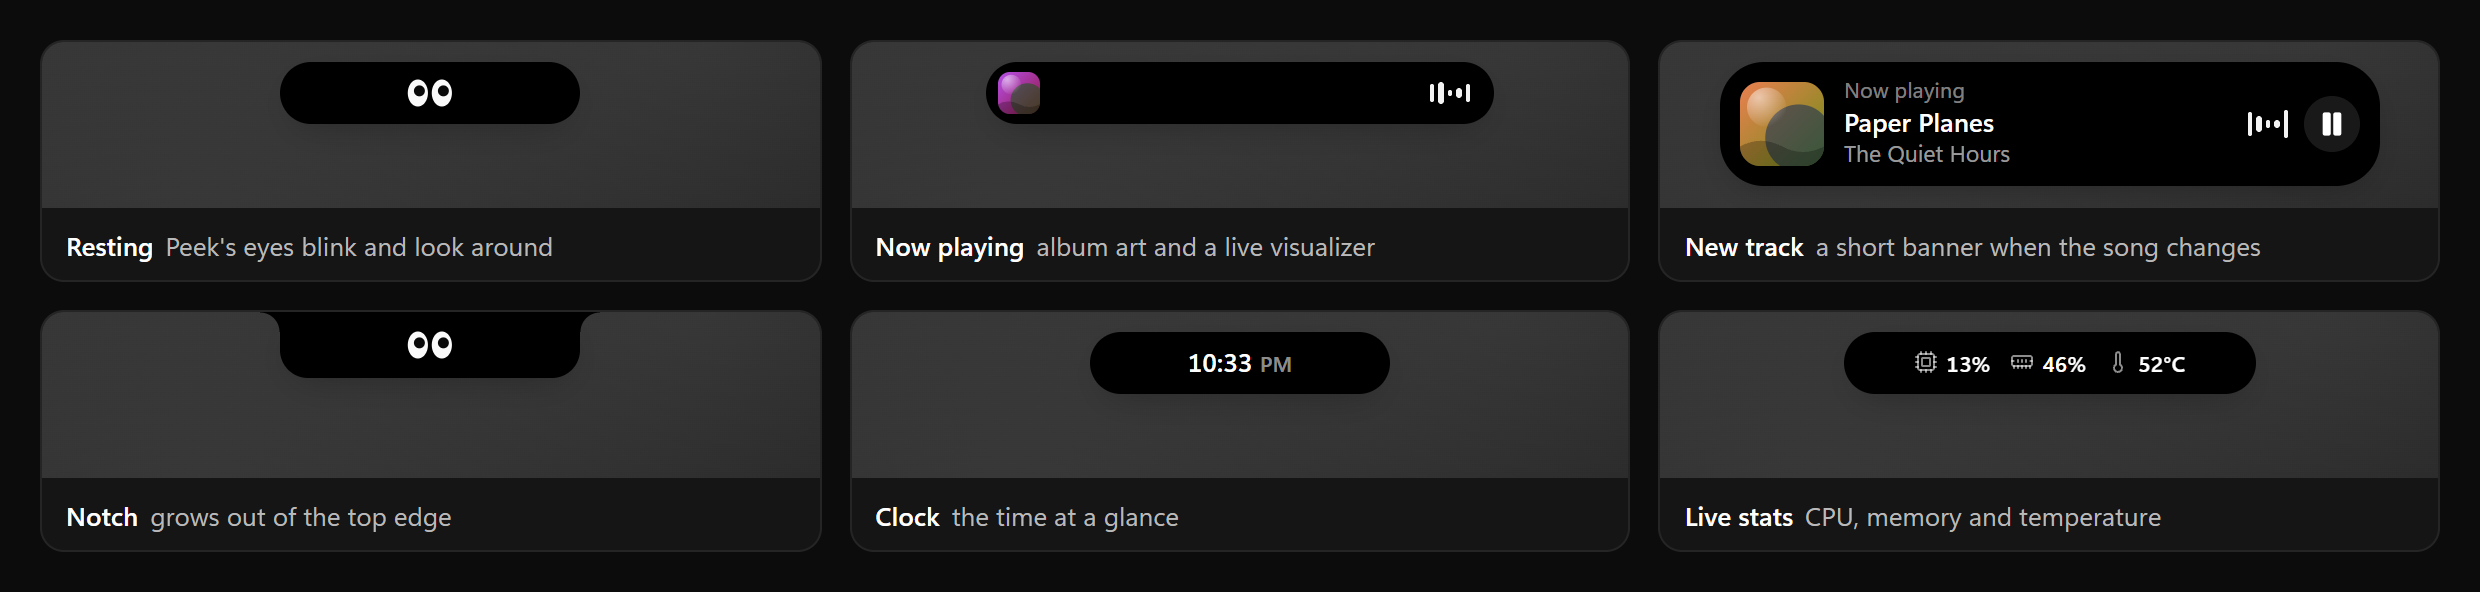 Now playing
Paper Planes
The Quiet Hours
Resting Peek's eyes blink and look around
Now playing album art and a live visualizer
New track a short banner when the song changes
10:33 PM
13% 46% 52°C
Notch grows out of the top edge
Clock the time at a glance
Live stats CPU, memory and temperature